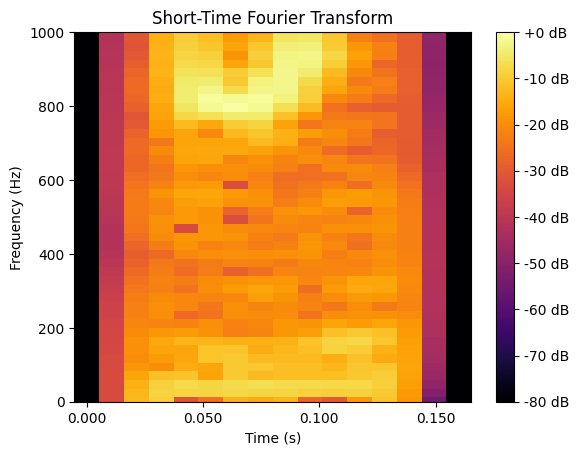 Short-Time Fourier Transform
Frequency (Hz)
1000
800
600
400
200
0
0.000
0.050
0.100
0.150
Time (s)
+0 dB
-10 dB
-20 dB
-30 dB
-40 dB
-50 dB
-60 dB
-70 dB
-80 dB